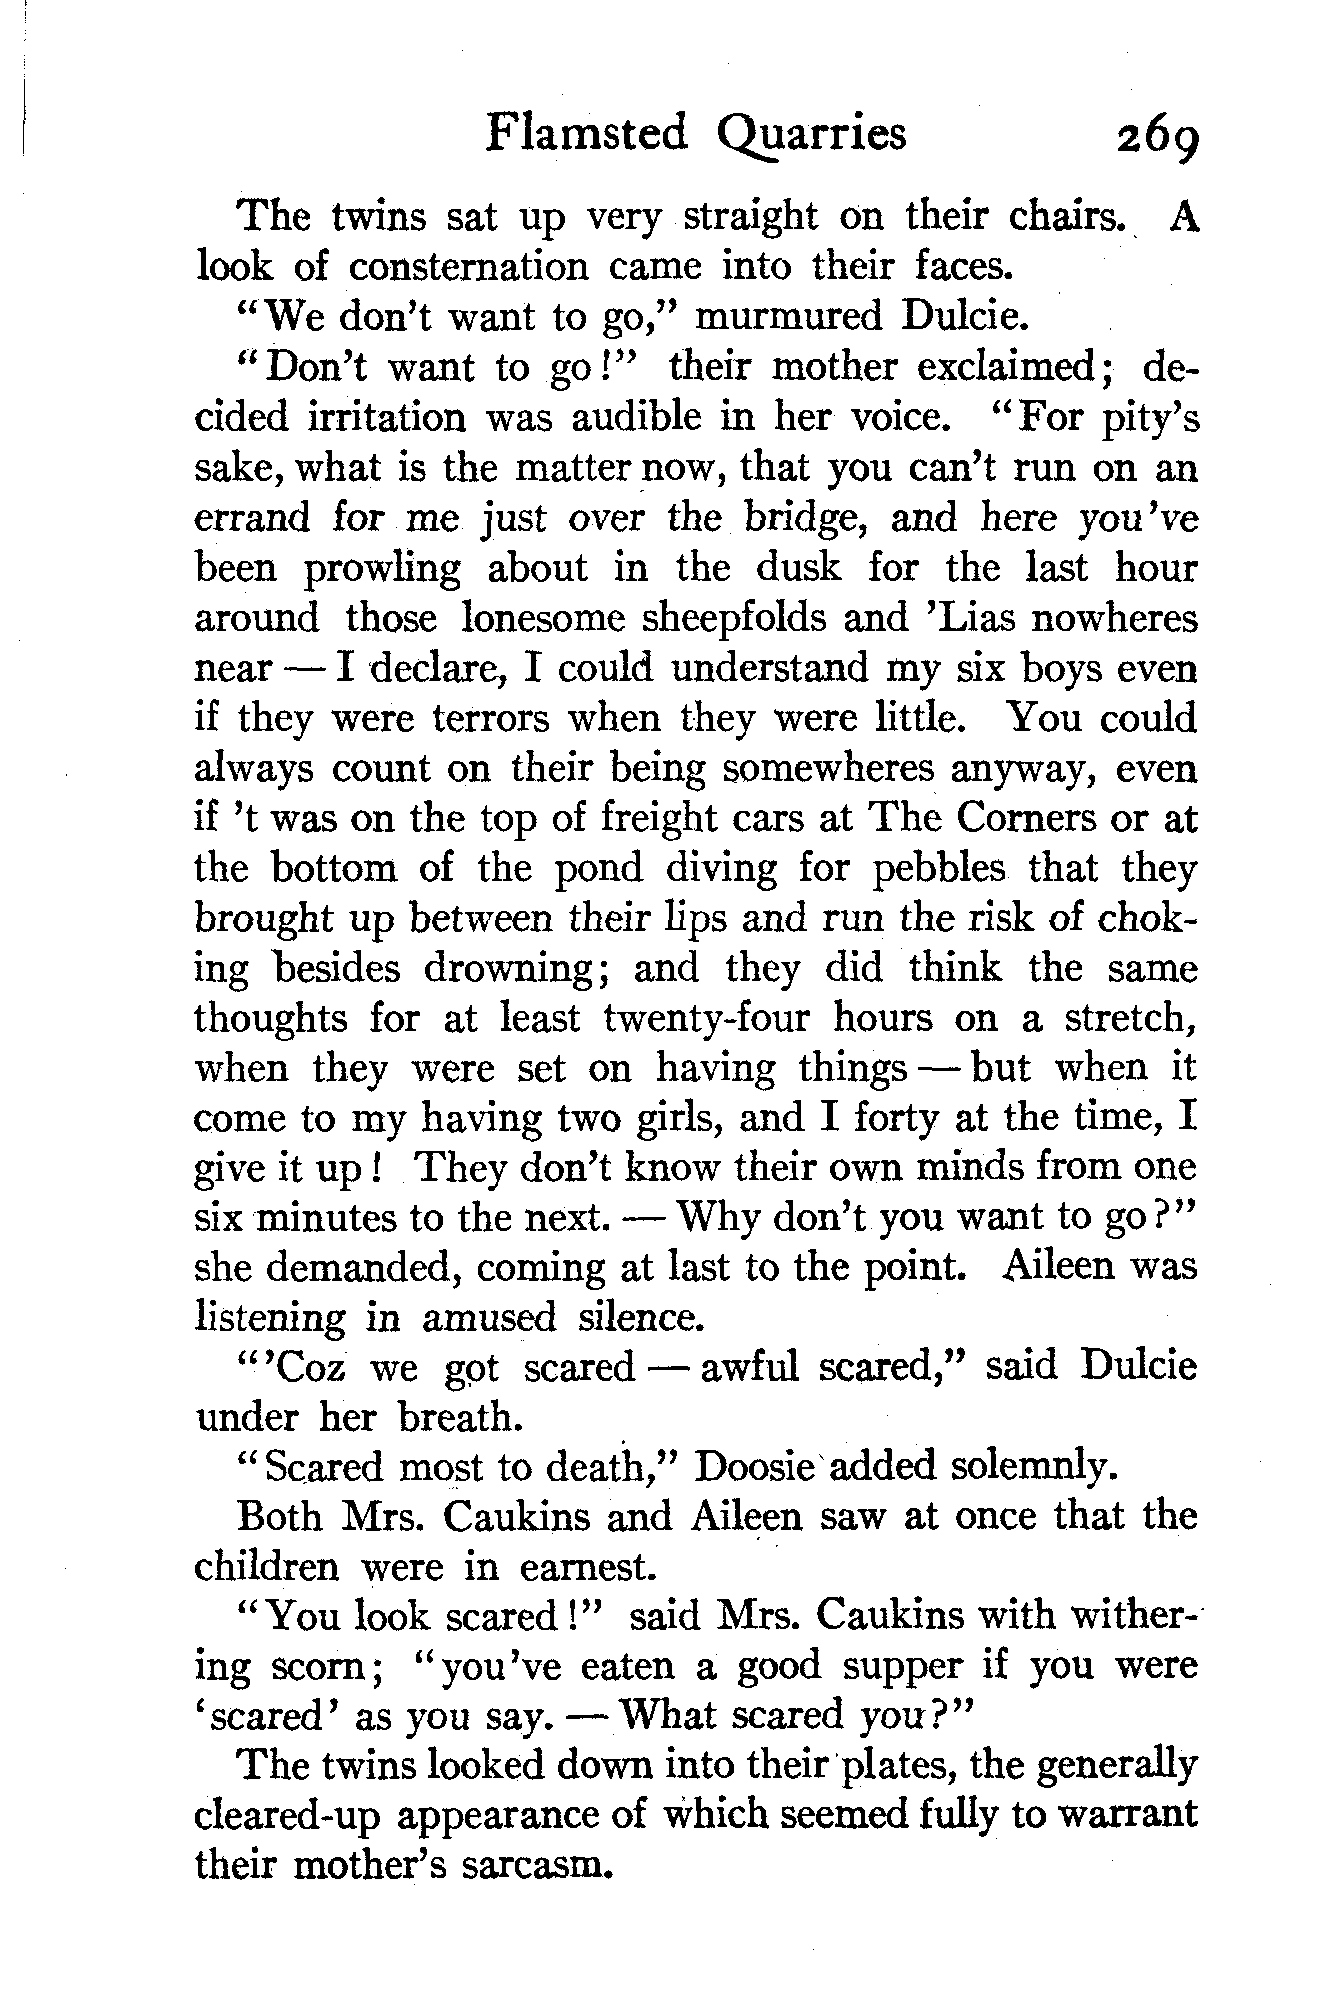 Flamsted Quarries 269
The twins sat up very straight on their chairs. A
look of consternation came into their faces.
"We don't want to go," murmured Dulcie.
"Don't want to go!" their mother exclaimed; de-
cided irritation was audible in her voice. "For pity's
sake, what is the matter now, that you can't run on an
errand for me just over the bridge, and here you've
been prowling about in the dusk for the last hour
around those lonesome sheepfolds and 'Lias nowheres
near — I declare, I could understand my six boys even
if they were terrors when they were little. You could
always count on their being somewheres anyway, even
if 't was on the top of freight cars at The Corners or at
the bottom of the pond diving for pebbles that they
brought up between their lips and run the risk of chok-
ing besides drowning; and they did think the same
thoughts for at least twenty-four hours on a stretch,
when they were set on having things — but when it
come to my having two girls, and I forty at the time, I
give it up! They don't know their own minds from one
six minutes to the next. — Why don't you want to go?"
she demanded, coming at last to the point. Aileen was
listening in amused silence.
"'Coz we got scared — awful scared," said Dulcie
under her breath.
"Scared most to death," Doosie added solemnly.
Both Mrs. Caukins and Aileen saw at once that the
children were in earnest.
"You look scared!" said Mrs. Caukins with wither-
ing scorn; "you've eaten a good supper if you were
'scared' as you say. — What scared you?"
The twins looked down into their plates, the generally
cleared-up appearance of which seemed fully to warrant
their mother's sarcasm.